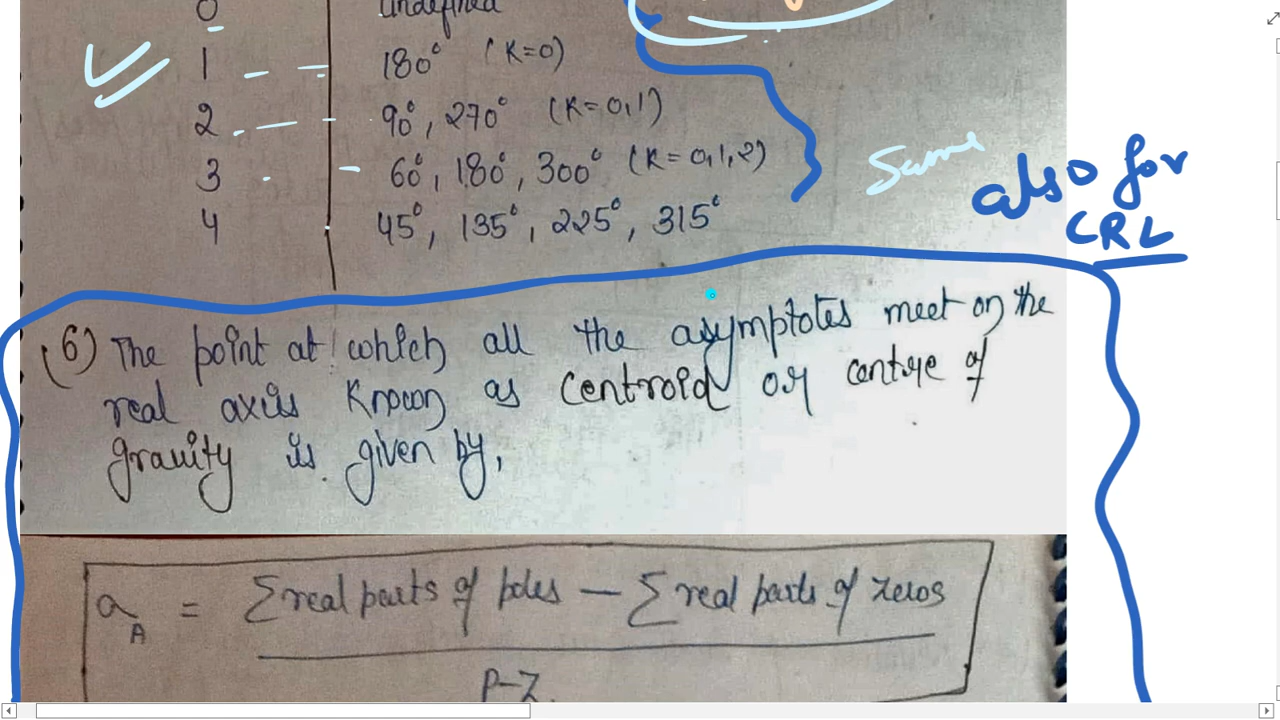 0 undefined
1 180° (K=0)
2 90°, 270° (K=0,1)
3 60°, 180°, 300° (K=0,1,2)
4 45°, 135°, 225°, 315°
Same
also for
CRL
(6) The point at which all the asymptotes meet on the
real axis known as centroid or centre of
gravity is given by,
a_A = ∑ real parts of poles — ∑ real parts of zeros
P-Z